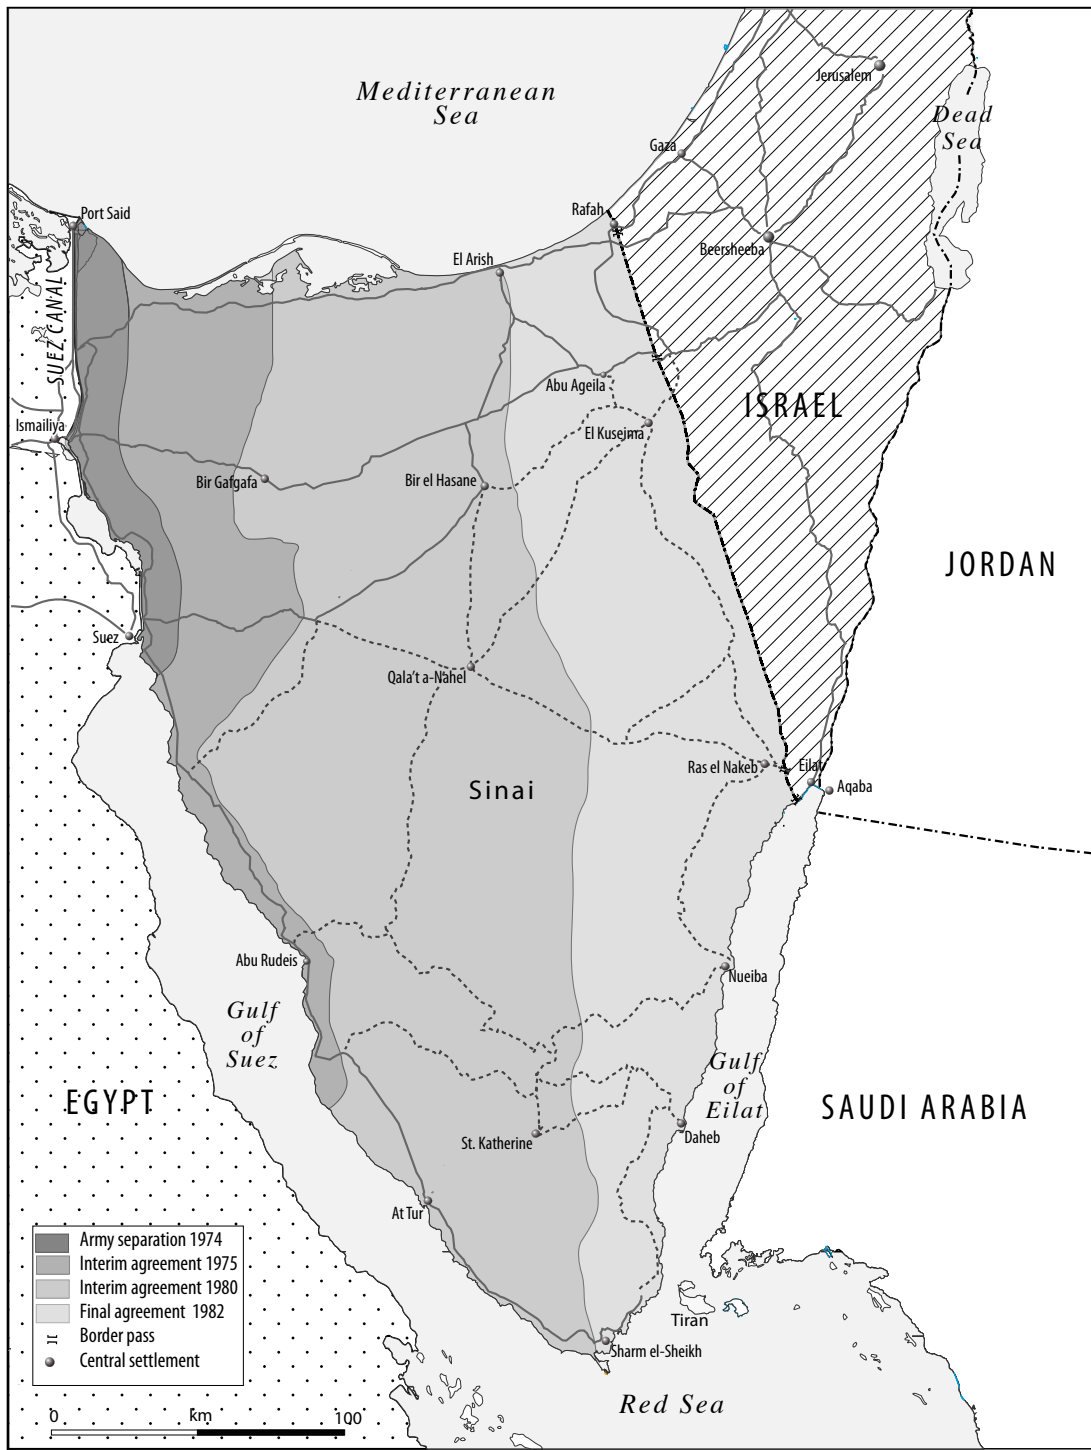 Mediterranean
Sea
Jerusalem
Dead
Sea
Gaza
Port Said
Rafah
Beersheeba
El Arish
SUEZ CANAL
Abu Ageila
ISRAEL
Ismailiya
El Kuseima
Bir Gafgafa
Bir el Hasane
JORDAN
Suez
Qala't a-Nahel
Ras el Nakeb
Eilat
Aqaba
Sinai
Abu Rudeis
Nueiba
Gulf
of
Suez
Gulf
of
Eilat
EGYPT
SAUDI ARABIA
St. Katherine
Daheb
At Tur
Army separation 1974
Interim agreement 1975
Interim agreement 1980
Final agreement 1982
Border pass
Central settlement
Tiran
Sharm el-Sheikh
Red Sea
0 km 100